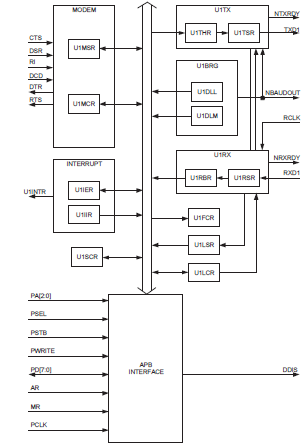 MODEM
U1TX
NTXRDY
CTS
U1MSR
U1THR
U1TSR
TXD1
DSR
RI
U1BRG
DCD
U1DLL
DTR
U1MCR
NBAUDOUT
RTS
U1DLM
RCLK
INTERRUPT
U1RX
NRXRDY
U1INTR
U1IER
U1RBR
U1RSR
RXD1
U1IIR
U1FCR
U1SCR
U1LSR
U1LCR
PA[2:0]
PSEL
PSTB
PWRITE
APB
INTERFACE
PD[7:0]
DDIS
AR
MR
PCLK